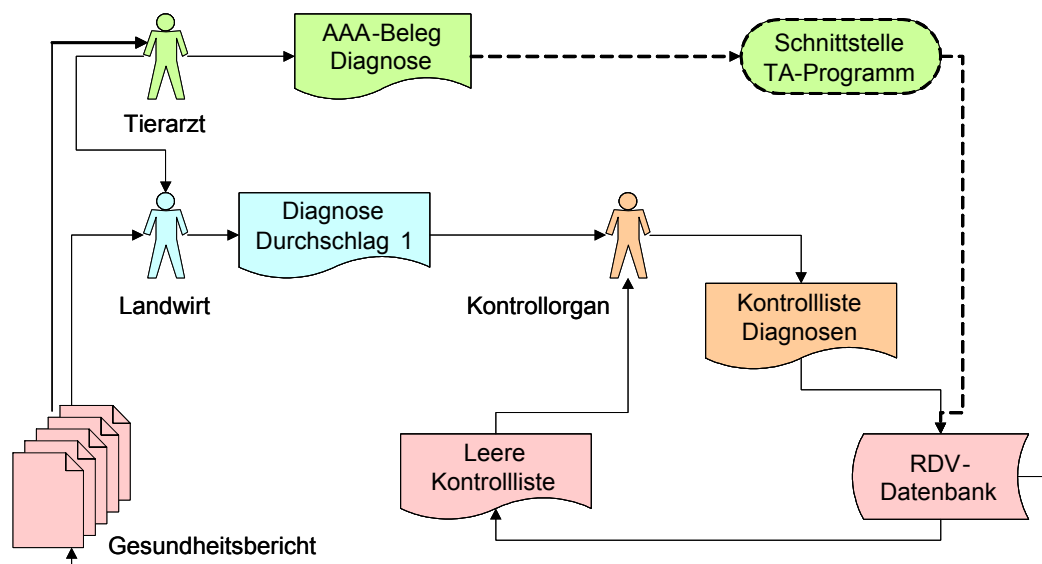 AAA-Beleg
Diagnose
Schnittstelle
TA-Programm
Tierarzt
Diagnose
Durchschlag 1
Landwirt
Kontrollorgan
Kontrollliste
Diagnosen
Leere
Kontrollliste
RDV-
Datenbank
Gesundheitsbericht